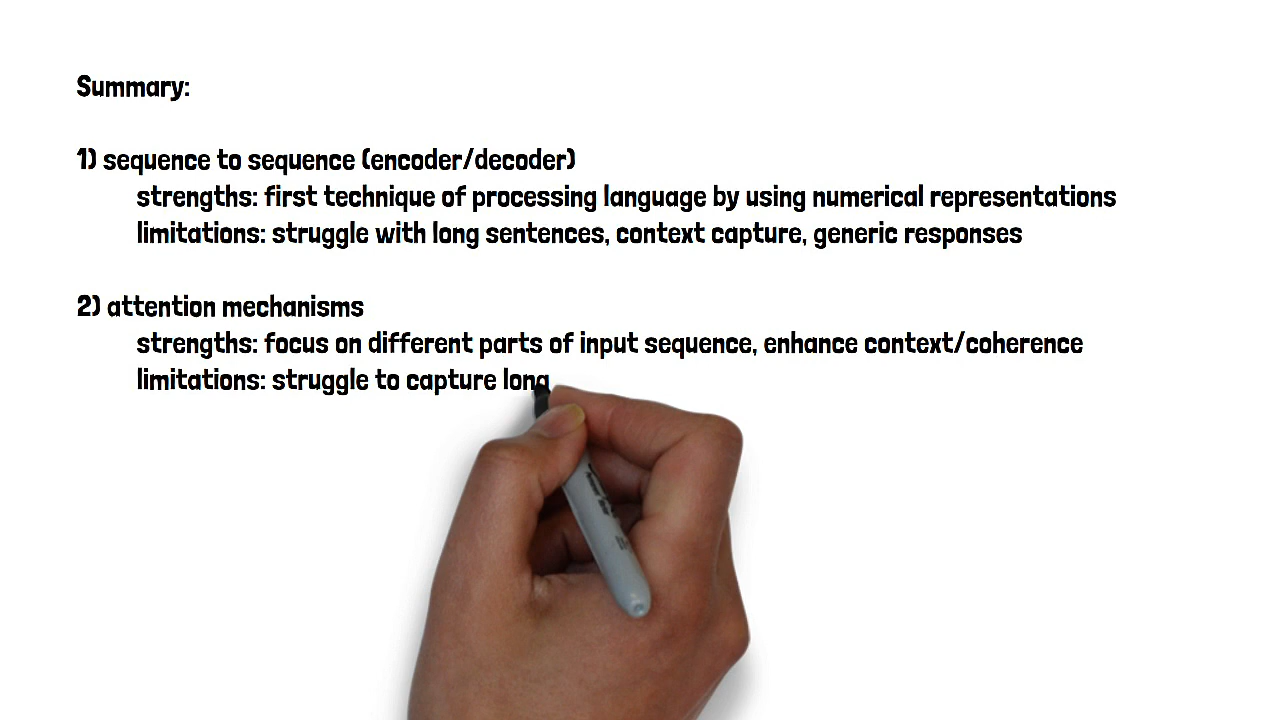 Summary:
1) sequence to sequence (encoder/decoder)
strengths: first technique of processing language by using numerical representations
limitations: struggle with long sentences, context capture, generic responses
2) attention mechanisms
strengths: focus on different parts of input sequence, enhance context/coherence
limitations: struggle to capture long